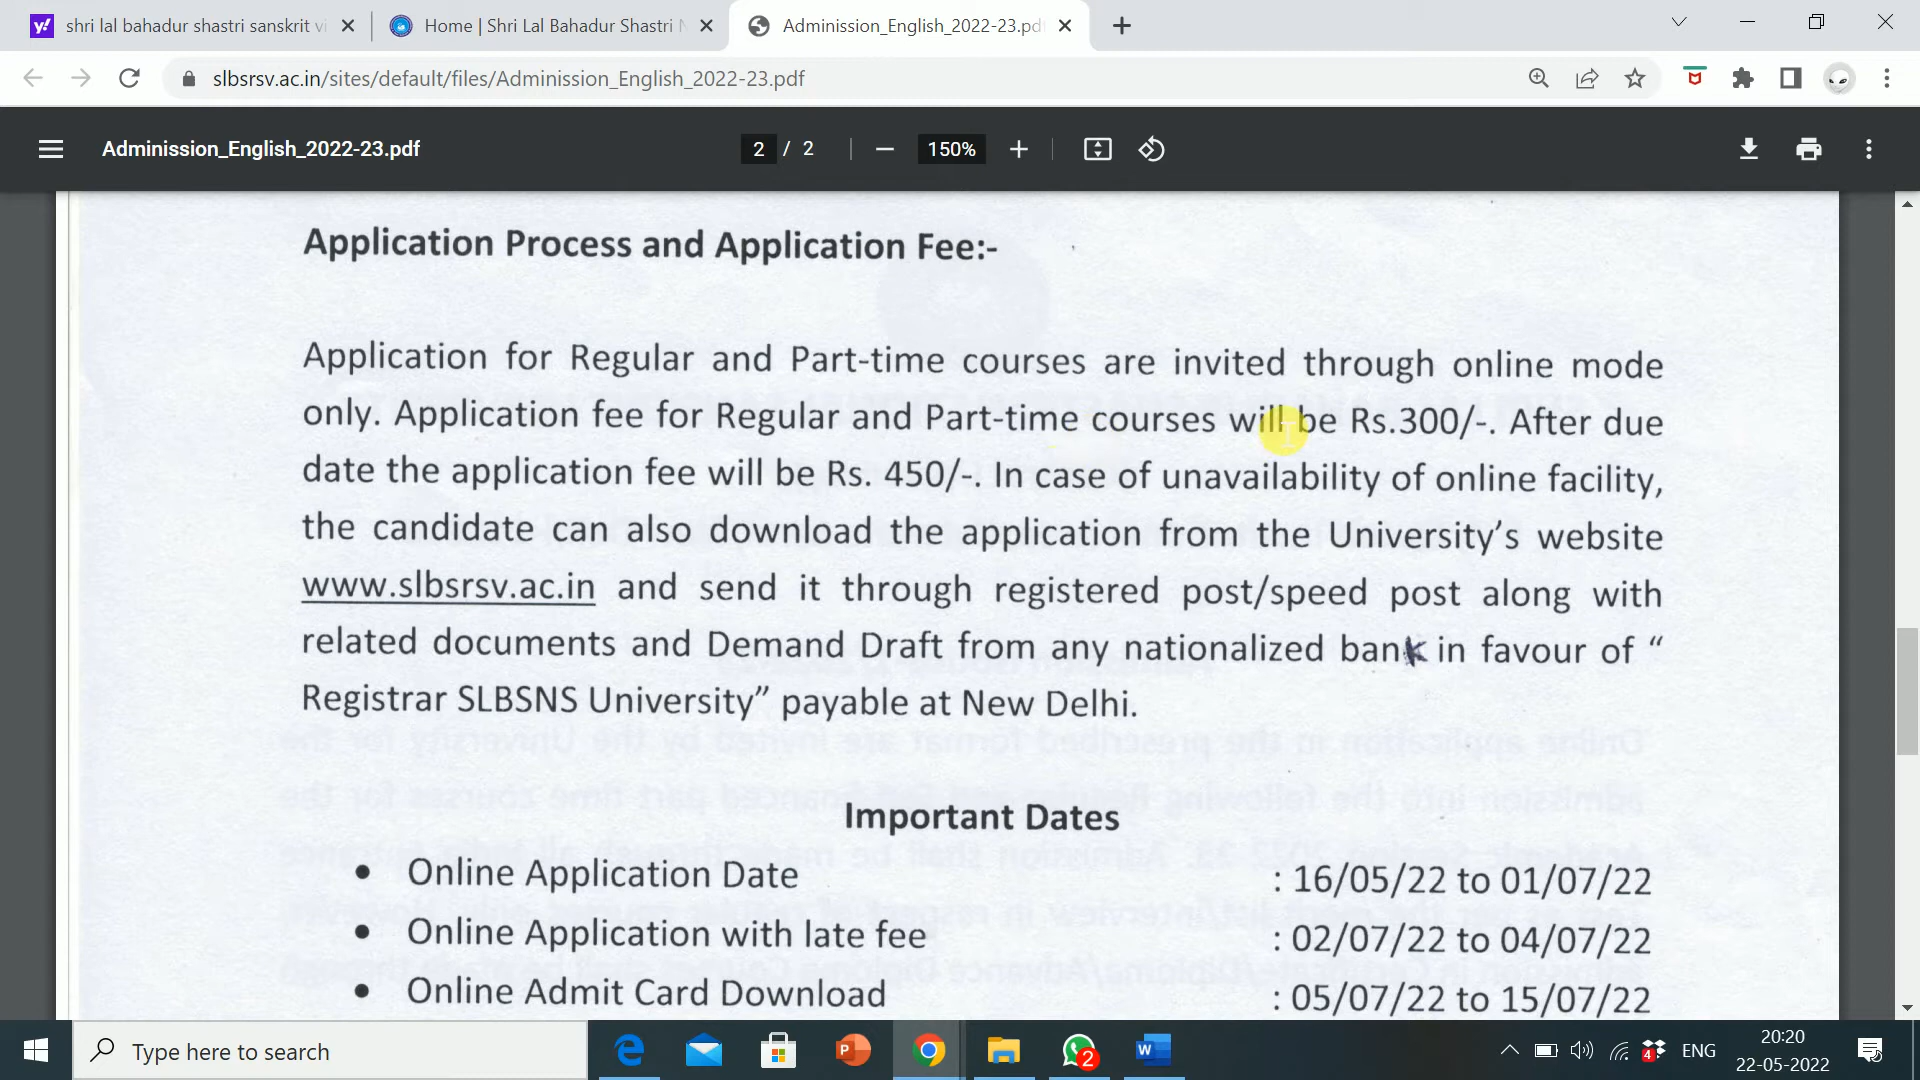 shri lal bahadur shastri sanskrit vi
Home | Shri Lal Bahadur Shastri N
Adminission_English_2022-23.pdf
slbsrsv.ac.in/sites/default/files/Adminission_English_2022-23.pdf
Adminission_English_2022-23.pdf
2 / 2
150%
Application Process and Application Fee:-
Application for Regular and Part-time courses are invited through online mode
only. Application fee for Regular and Part-time courses will be Rs.300/-. After due
date the application fee will be Rs. 450/-. In case of unavailability of online facility,
the candidate can also download the application from the University’s website
www.slbsrsv.ac.in and send it through registered post/speed post along with
related documents and Demand Draft from any nationalized bank in favour of “
Registrar SLBSNS University” payable at New Delhi.
Important Dates
• Online Application Date : 16/05/22 to 01/07/22
• Online Application with late fee : 02/07/22 to 04/07/22
• Online Admit Card Download : 05/07/22 to 15/07/22
Type here to search
2
4
ENG
20:20
22-05-2022